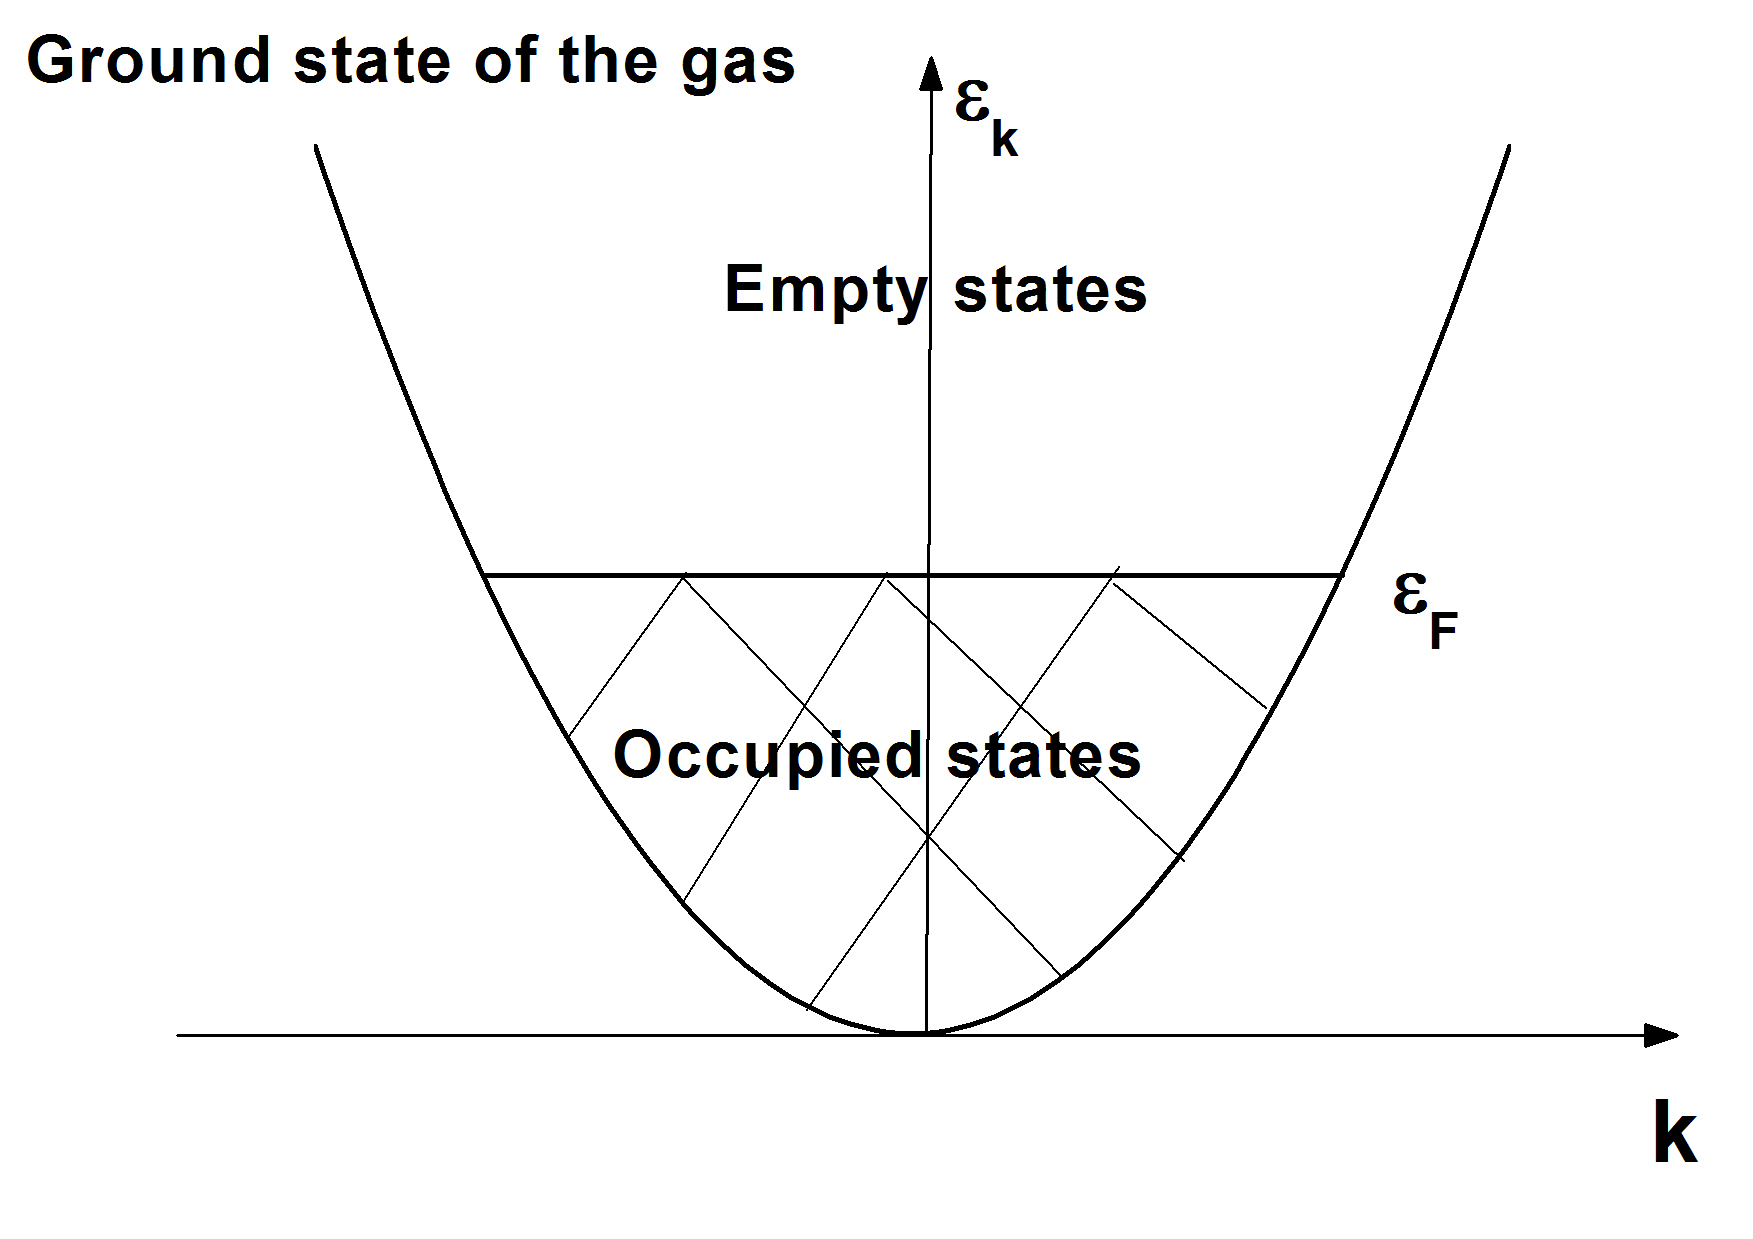 Ground state of the gas
εk
Empty states
εF
Occupied states
k